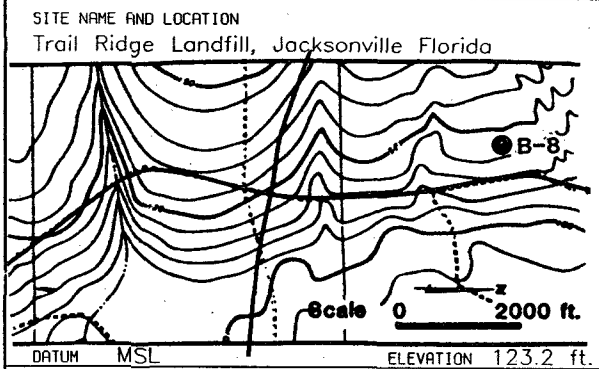 SITE NAME AND LOCATION
Trail Ridge Landfill, Jacksonville Florida
B-8
z
Scale 0 2000 ft.
DATUM MSL ELEVATION 123.2 ft.